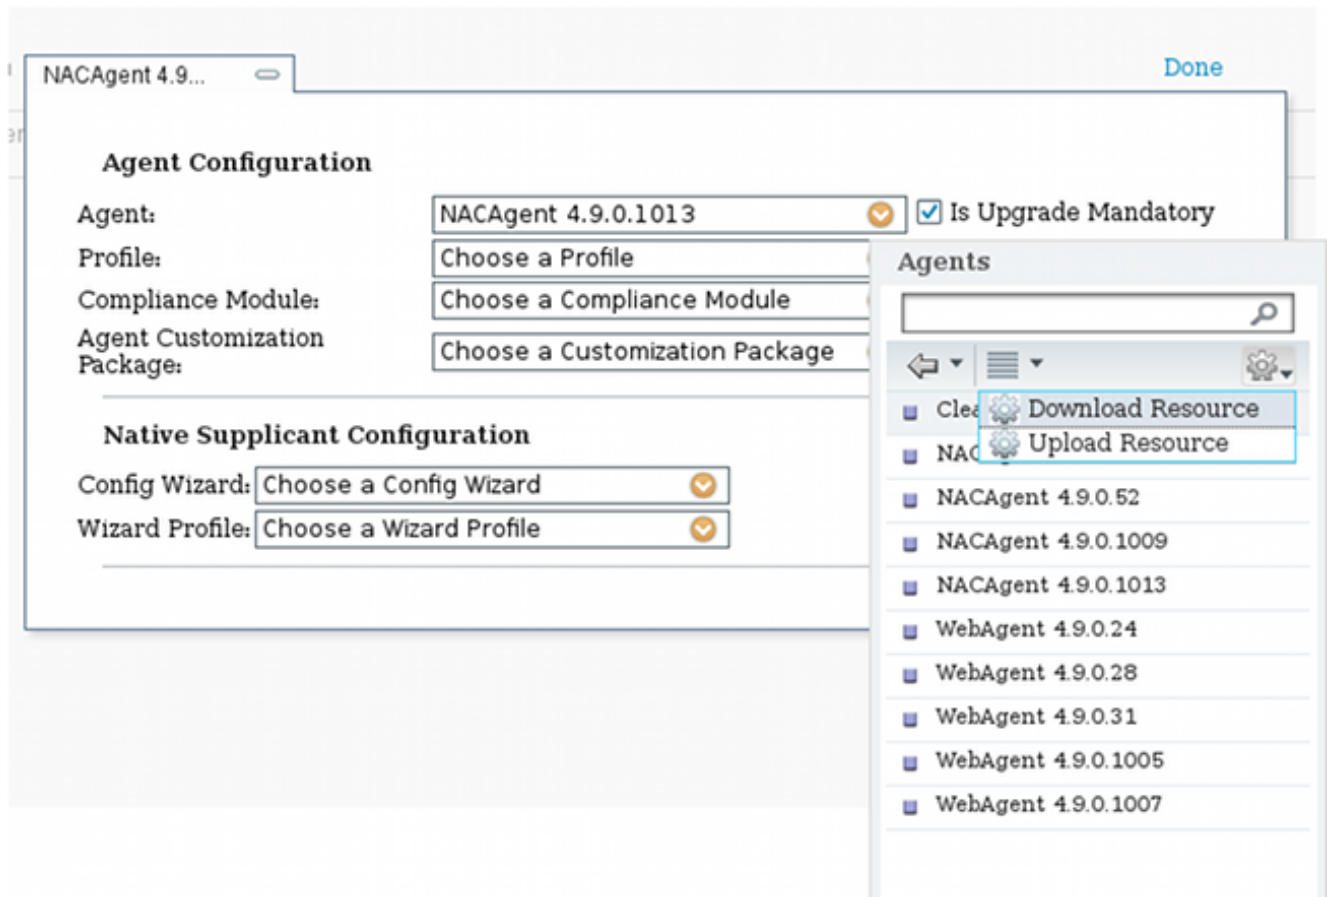 NACAgent 4.9...
Done
Agent Configuration
Agent:
NACAgent 4.9.0.1013
Is Upgrade Mandatory
Profile:
Choose a Profile
Compliance Module:
Choose a Compliance Module
Agent Customization
Package:
Choose a Customization Package
Native Supplicant Configuration
Config Wizard:
Choose a Config Wizard
Wizard Profile:
Choose a Wizard Profile
Agents
Download Resource
Upload Resource
NACAgent 4.9.0.52
NACAgent 4.9.0.1009
NACAgent 4.9.0.1013
WebAgent 4.9.0.24
WebAgent 4.9.0.28
WebAgent 4.9.0.31
WebAgent 4.9.0.1005
WebAgent 4.9.0.1007